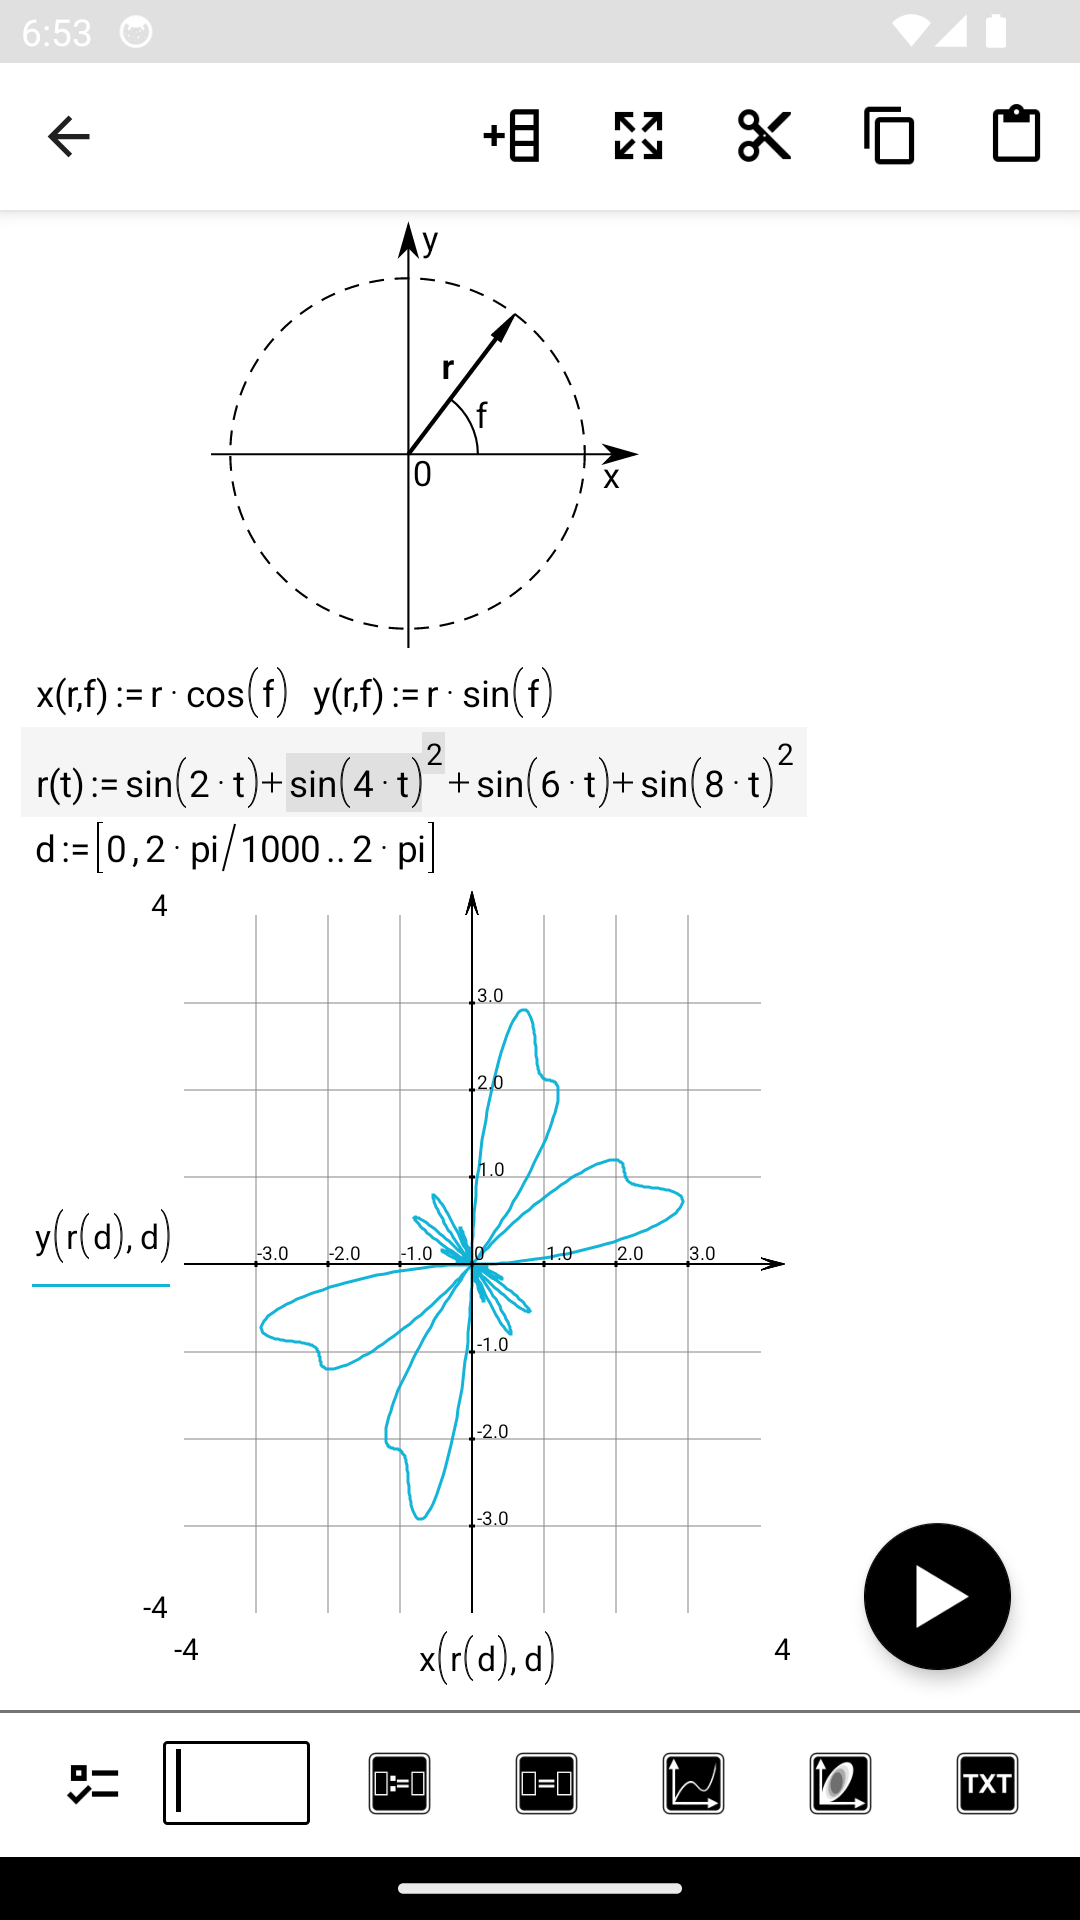 6:53
y
r
f
0
x
x(r,f) := r · cos(f) y(r,f) := r · sin(f)
r(t) := sin(2 · t)+sin(4 · t)² + sin(6 · t)+sin(8 · t)²
d := [0 , 2 · pi/1000 .. 2 · pi]
4
3.0
2.0
1.0
y(r(d), d)
-3.0 -2.0 -1.0 0 1.0 2.0 3.0
-1.0
-2.0
-3.0
-4
-4 x(r(d), d) 4
▯:=▯ ▯=▯ TXT